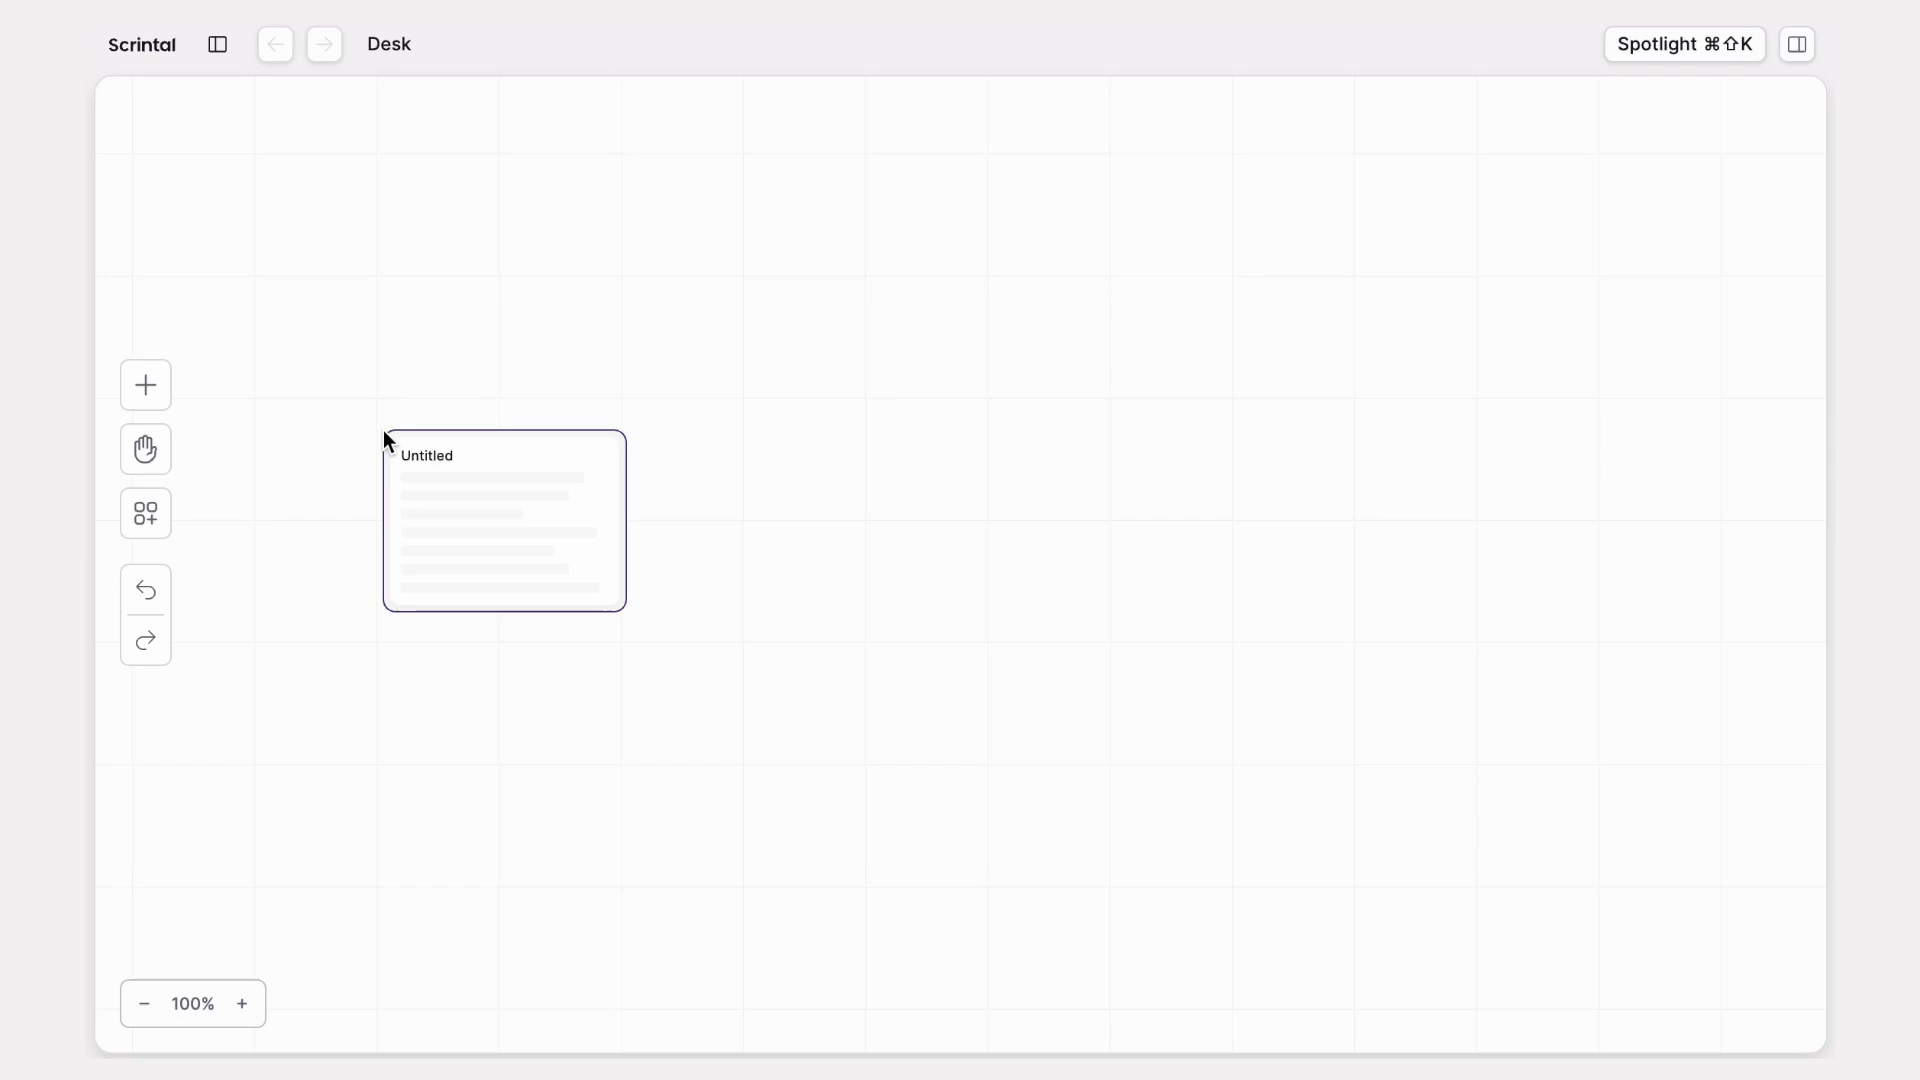 Scrintal
Desk
Spotlight ⌘⇧K
Untitled
− 100% +